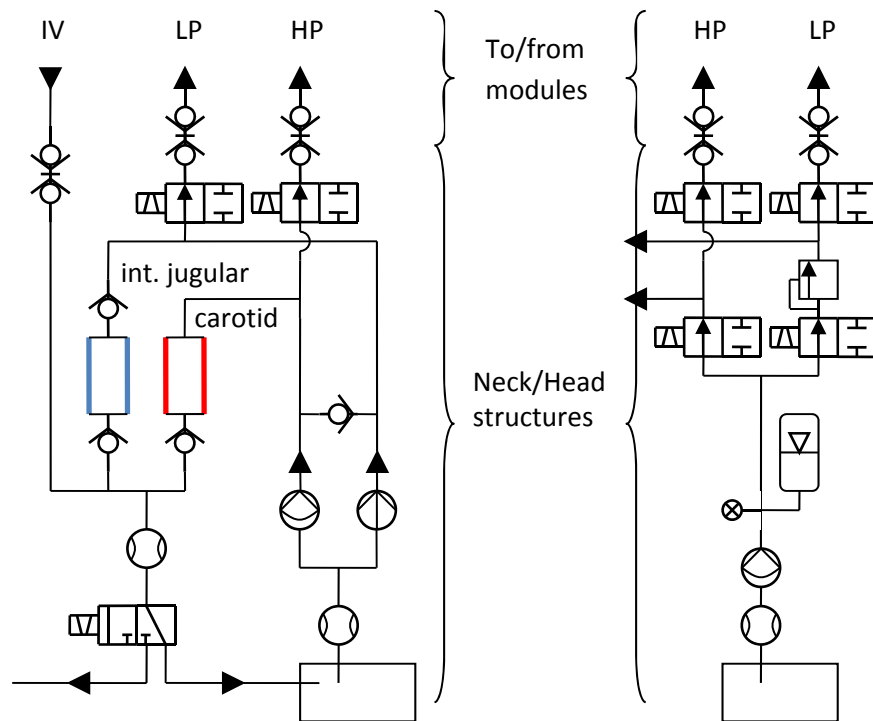 IV
LP
HP
To/from
modules
HP
LP
int. jugular
carotid
Neck/Head
structures